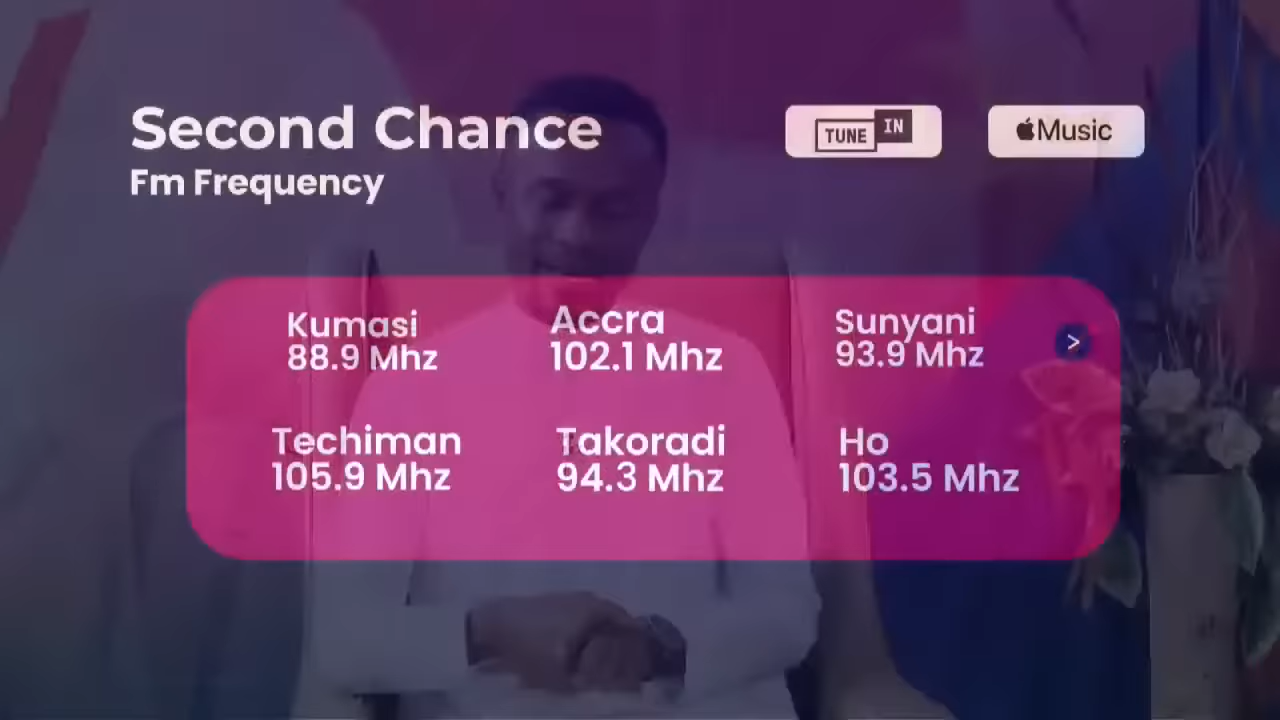 Second Chance
Fm Frequency
TUNE IN
Music
Kumasi
88.9 Mhz
Accra
102.1 Mhz
Sunyani
93.9 Mhz
>
Techiman
105.9 Mhz
Takoradi
94.3 Mhz
Ho
103.5 Mhz